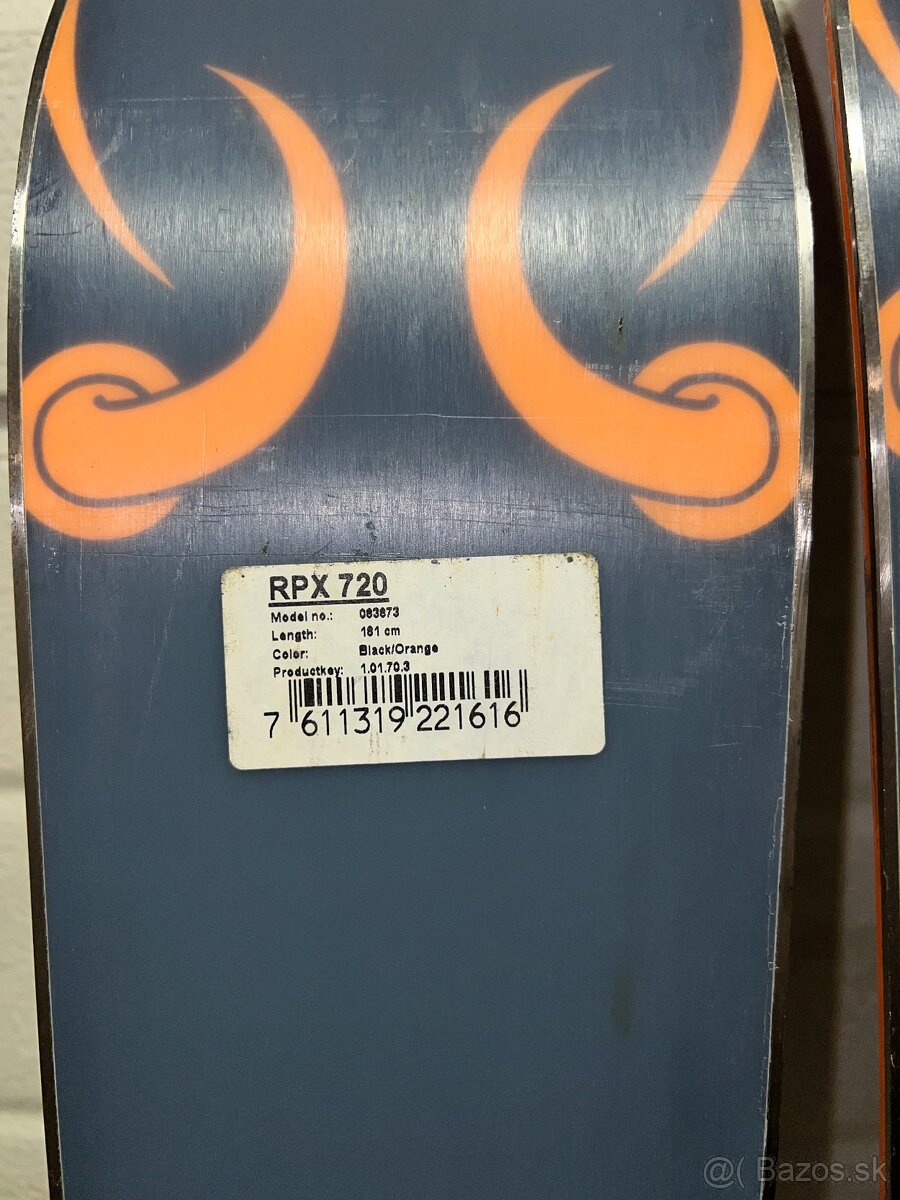 RPX 720
Model no.: 083873
Length: 181 cm
Color: Black/Orange
Productkey: 1.01.70.3
7 611319 221616
@( Bazos.sk